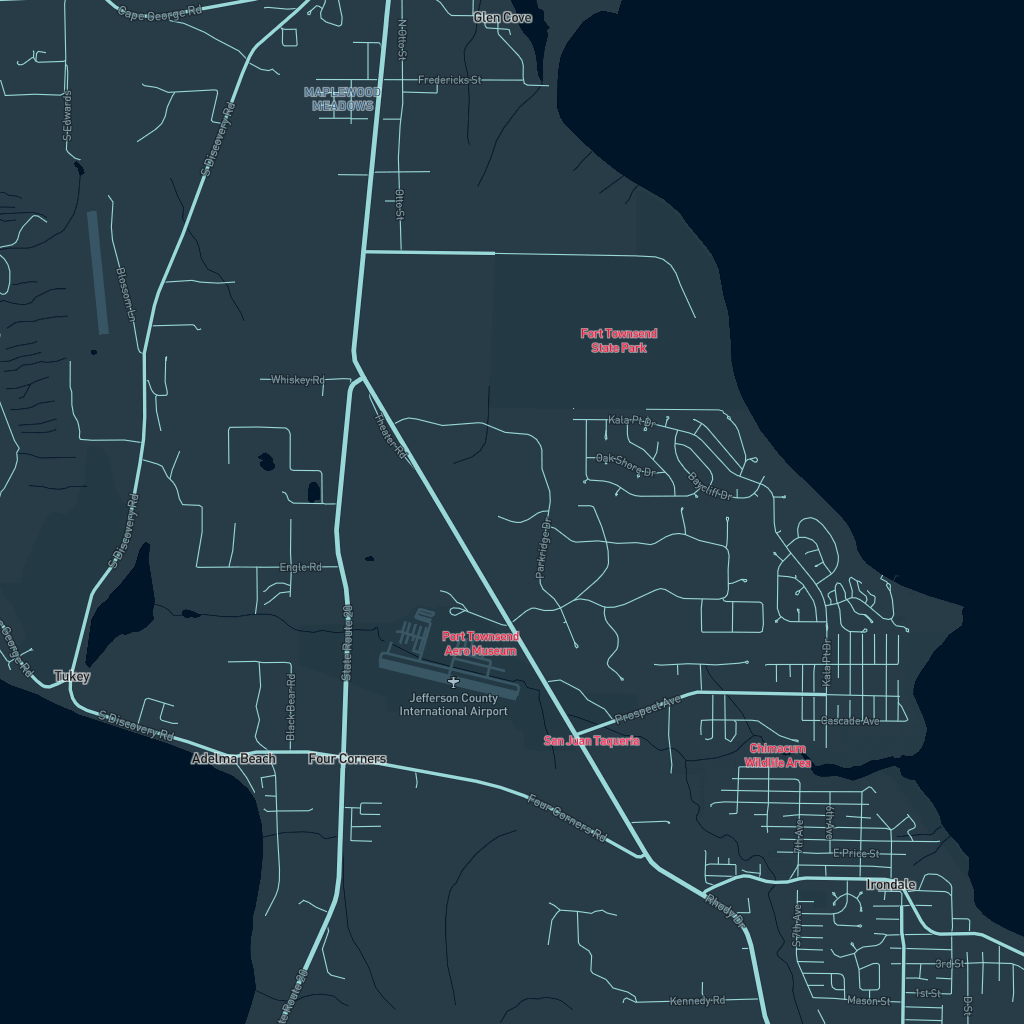 Cape George Rd
Glen Cove
N Otto St
Fredericks St
MAPLEWOOD
MEADOWS
S Edwards
S Discovery Rd
Otto St
Blossom Ln
Fort Townsend
State Park
Whiskey Rd
Theater Rd
Kala Pt Dr
Oak Shore Dr
Baycliff Dr
S Discovery Rd
Parkridge Dr
Engle Rd
State Route 20
George Rd
Port Townsend
Aero Museum
Kala Pt Dr
Tukey
Black Bear Rd
Jefferson County
International Airport
Prospect Ave
S Discovery Rd
Cascade Ave
San Juan Taqueria
Chimacum
Wildlife Area
Adelma Beach
Four Corners
Four Corners Rd
7th Ave
6th Ave
E Price St
Irondale
Rhody Dr
S 7th Ave
3rd St
te Route 20
Kennedy Rd
Mason St
1st St
D St